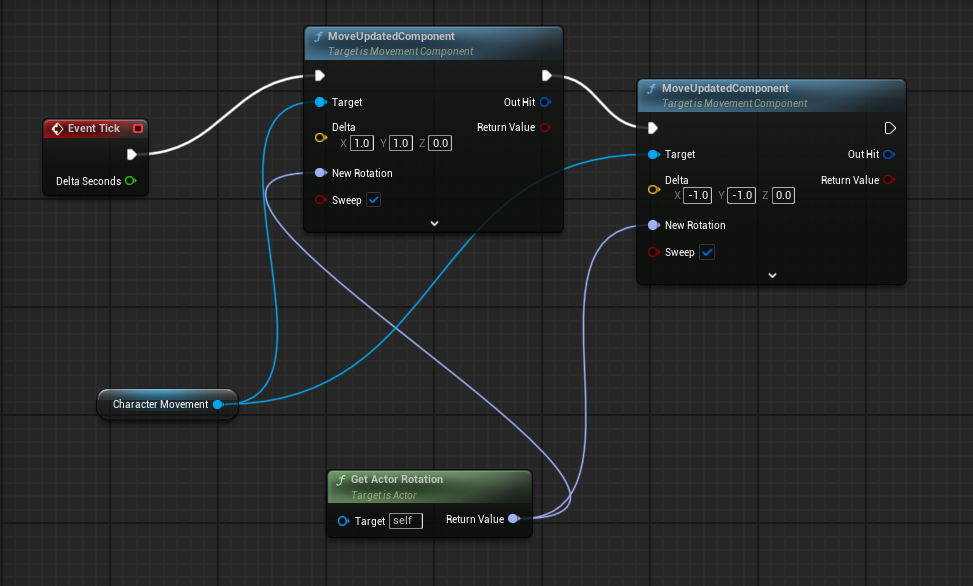 MoveUpdatedComponent
Target is Movement Component
Target
Out Hit
Delta
X 1.0 Y 1.0 Z 0.0
Return Value
New Rotation
Sweep
MoveUpdatedComponent
Target is Movement Component
Target
Out Hit
Delta
X -1.0 Y -1.0 Z 0.0
Return Value
New Rotation
Sweep
Event Tick
Delta Seconds
Character Movement
Get Actor Rotation
Target is Actor
Target self
Return Value